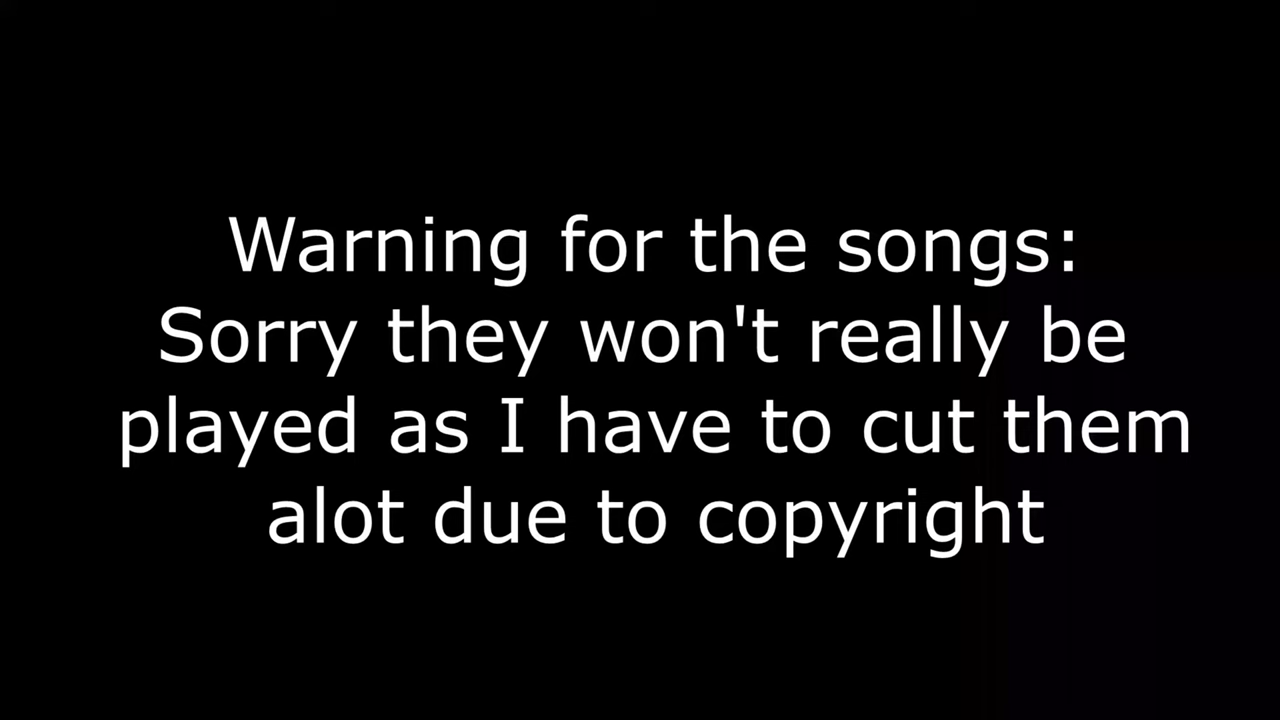 Warning for the songs:
Sorry they won't really be
played as I have to cut them
alot due to copyright